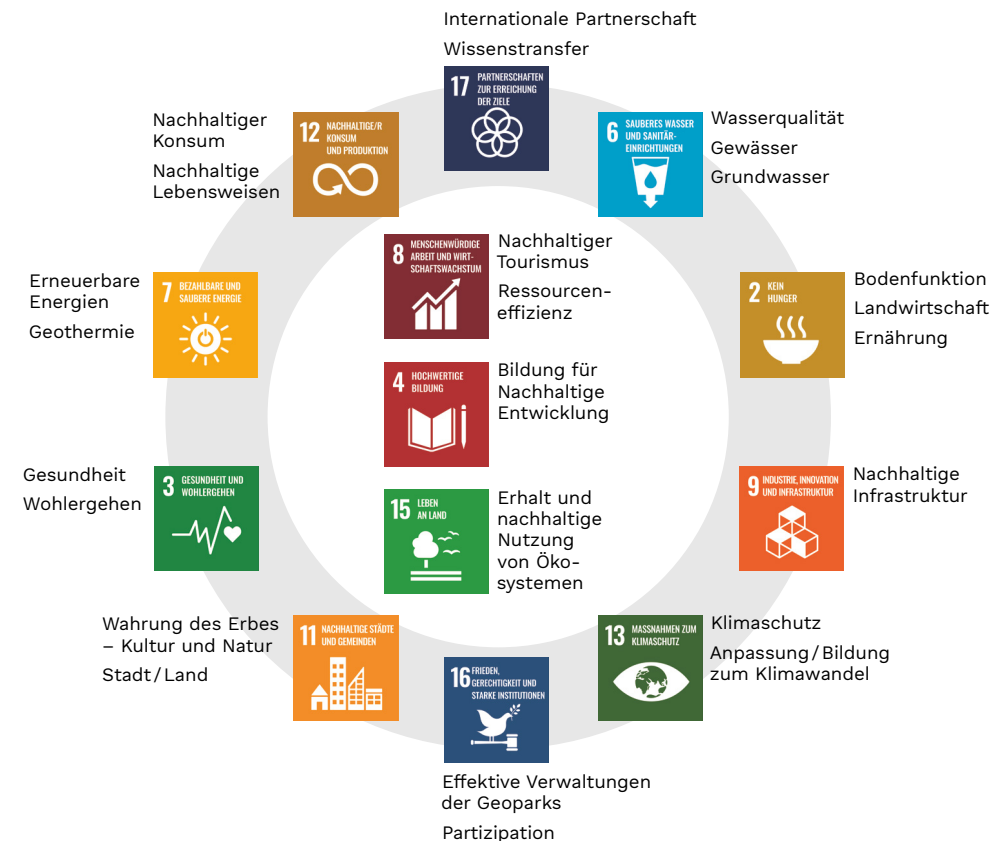 Internationale Partnerschaft
Wissenstransfer
17 PARTNERSCHAFTEN
ZUR ERREICHUNG
DER ZIELE
Nachhaltiger
Konsum
Nachhaltige
Lebensweisen
12 NACHHALTIGE/R
KONSUM
UND PRODUKTION
6 SAUBERES WASSER
UND SANITÄR-
EINRICHTUNGEN
Wasserqualität
Gewässer
Grundwasser
8 MENSCHENWÜRDIGE
ARBEIT UND WIRT-
SCHAFTSWACHSTUM
Nachhaltiger
Tourismus
Ressourcen-
effizienz
Erneuerbare
Energien
Geothermie
7 BEZAHLBARE UND
SAUBERE ENERGIE
2 KEIN
HUNGER
Bodenfunktion
Landwirtschaft
Ernährung
4 HOCHWERTIGE
BILDUNG
Bildung für
Nachhaltige
Entwicklung
Gesundheit
Wohlergehen
3 GESUNDHEIT UND
WOHLERGEHEN
15 LEBEN
AN LAND
Erhalt und
nachhaltige
Nutzung
von Öko-
systemen
9 INDUSTRIE, INNOVATION
UND INFRASTRUKTUR
Nachhaltige
Infrastruktur
Wahrung des Erbes
– Kultur und Natur
Stadt/Land
11 NACHHALTIGE STÄDTE
UND GEMEINDEN
16 FRIEDEN,
GERECHTIGKEIT UND
STARKE INSTITUTIONEN
13 MASSNAHMEN ZUM
KLIMASCHUTZ
Klimaschutz
Anpassung/Bildung
zum Klimawandel
Effektive Verwaltungen
der Geoparks
Partizipation